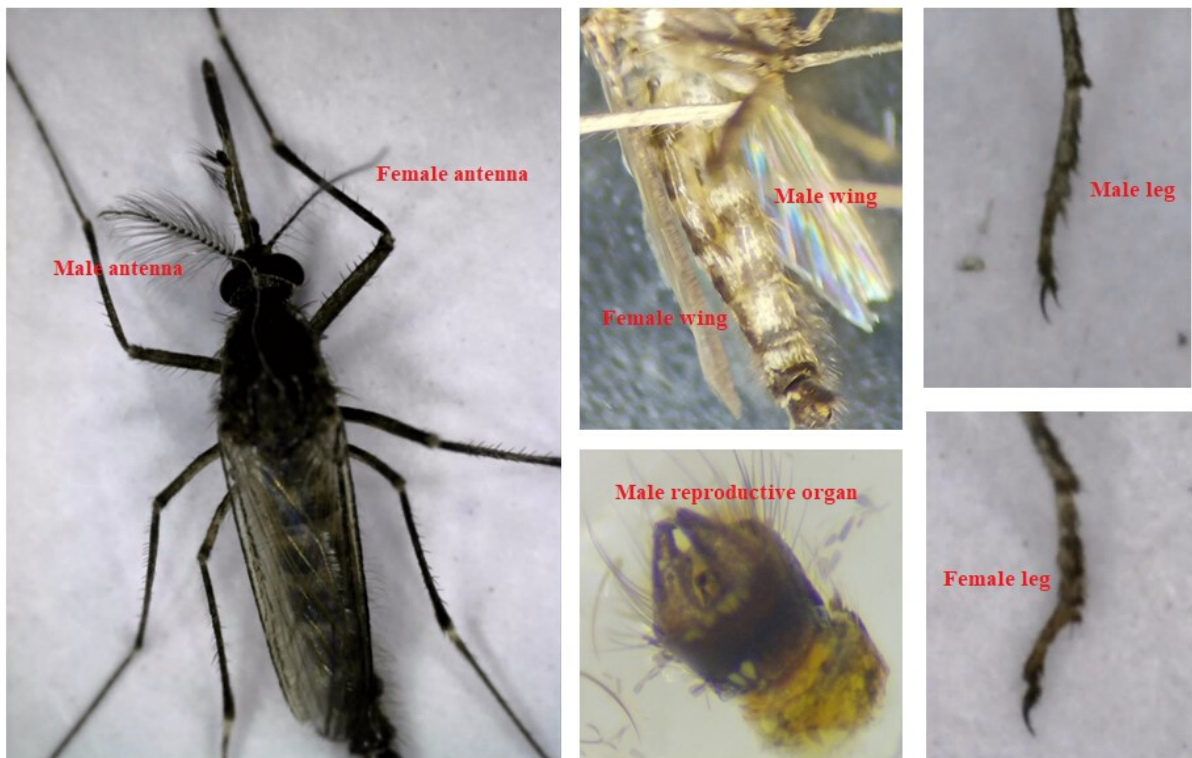 Female antenna
Male antenna
Male wing
Female wing
Male reproductive organ
Male leg
Female leg